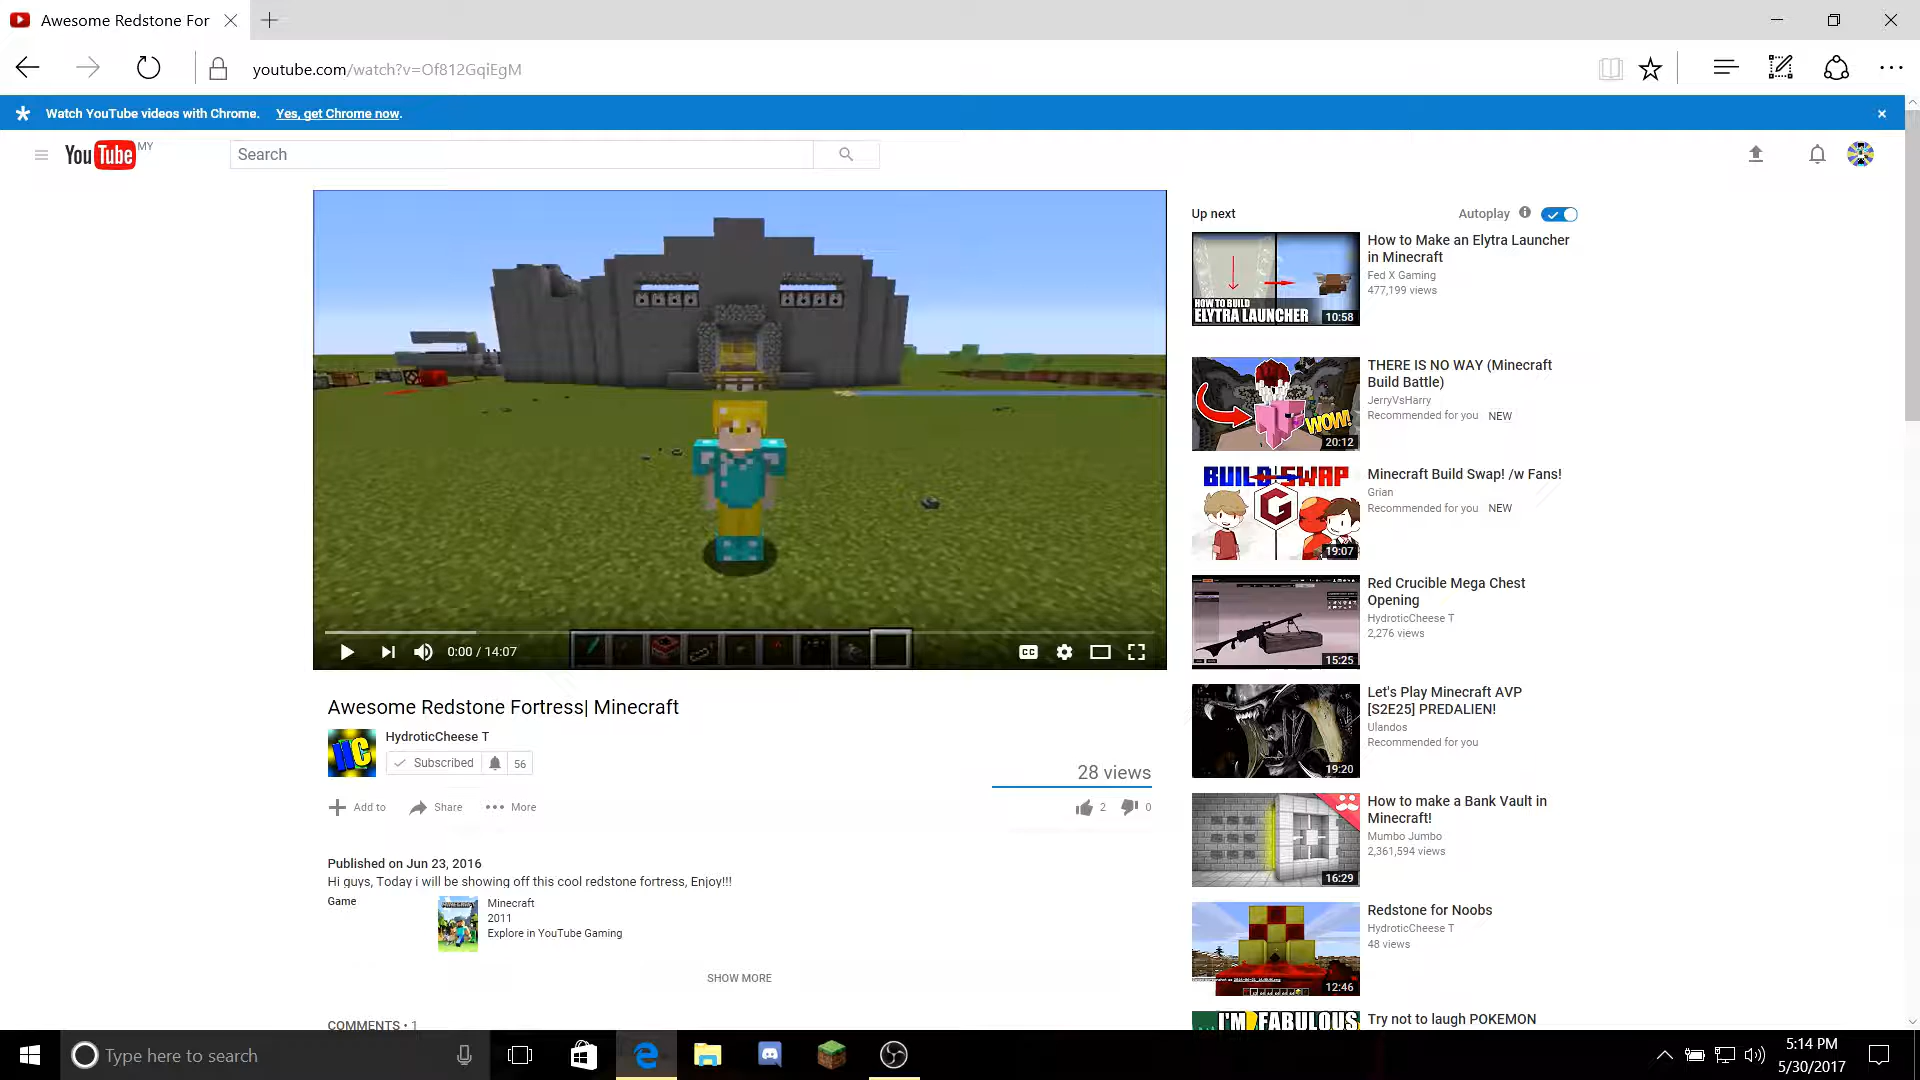 Awesome Redstone For
youtube.com/watch?v=Of812GqiEgM
Watch YouTube videos with Chrome. Yes, get Chrome now.
YouTube MY
Search
Up next
Autoplay
How to Make an Elytra Launcher
in Minecraft
Fed X Gaming
477,199 views
HOW TO BUILD
ELYTRA LAUNCHER
10:58
THERE IS NO WAY (Minecraft
Build Battle)
JerryVsHarry
Recommended for you NEW
WOW!
20:12
BUILD SWAP
G
19:07
Minecraft Build Swap! /w Fans!
Grian
Recommended for you NEW
Red Crucible Mega Chest
Opening
HydroticCheese T
2,276 views
15:25
0:00 / 14:07
CC
Awesome Redstone Fortress| Minecraft
HC
HydroticCheese T
Subscribed 56
28 views
Add to Share More
2 0
Let's Play Minecraft AVP
[S2E25] PREDALIEN!
Ulandos
Recommended for you
19:20
How to make a Bank Vault in
Minecraft!
Mumbo Jumbo
2,361,594 views
16:29
Published on Jun 23, 2016
Hi guys, Today i will be showing off this cool redstone fortress, Enjoy!!!
Game
MINECRAFT
Minecraft
2011
Explore in YouTube Gaming
SHOW MORE
Redstone for Noobs
HydroticCheese T
48 views
12:46
COMMENTS • 1
I'M FABULOUS
Try not to laugh POKEMON
Type here to search
5:14 PM
5/30/2017